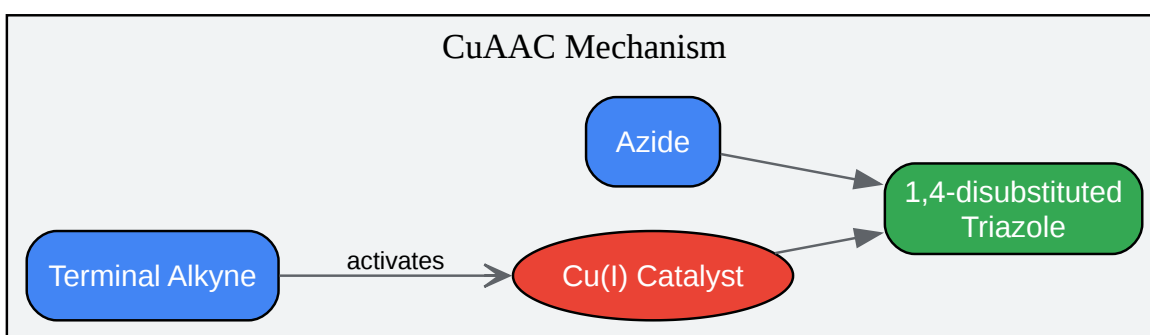 CuAAC Mechanism
Azide
1,4-disubstituted
Triazole
Terminal Alkyne
activates
Cu(I) Catalyst